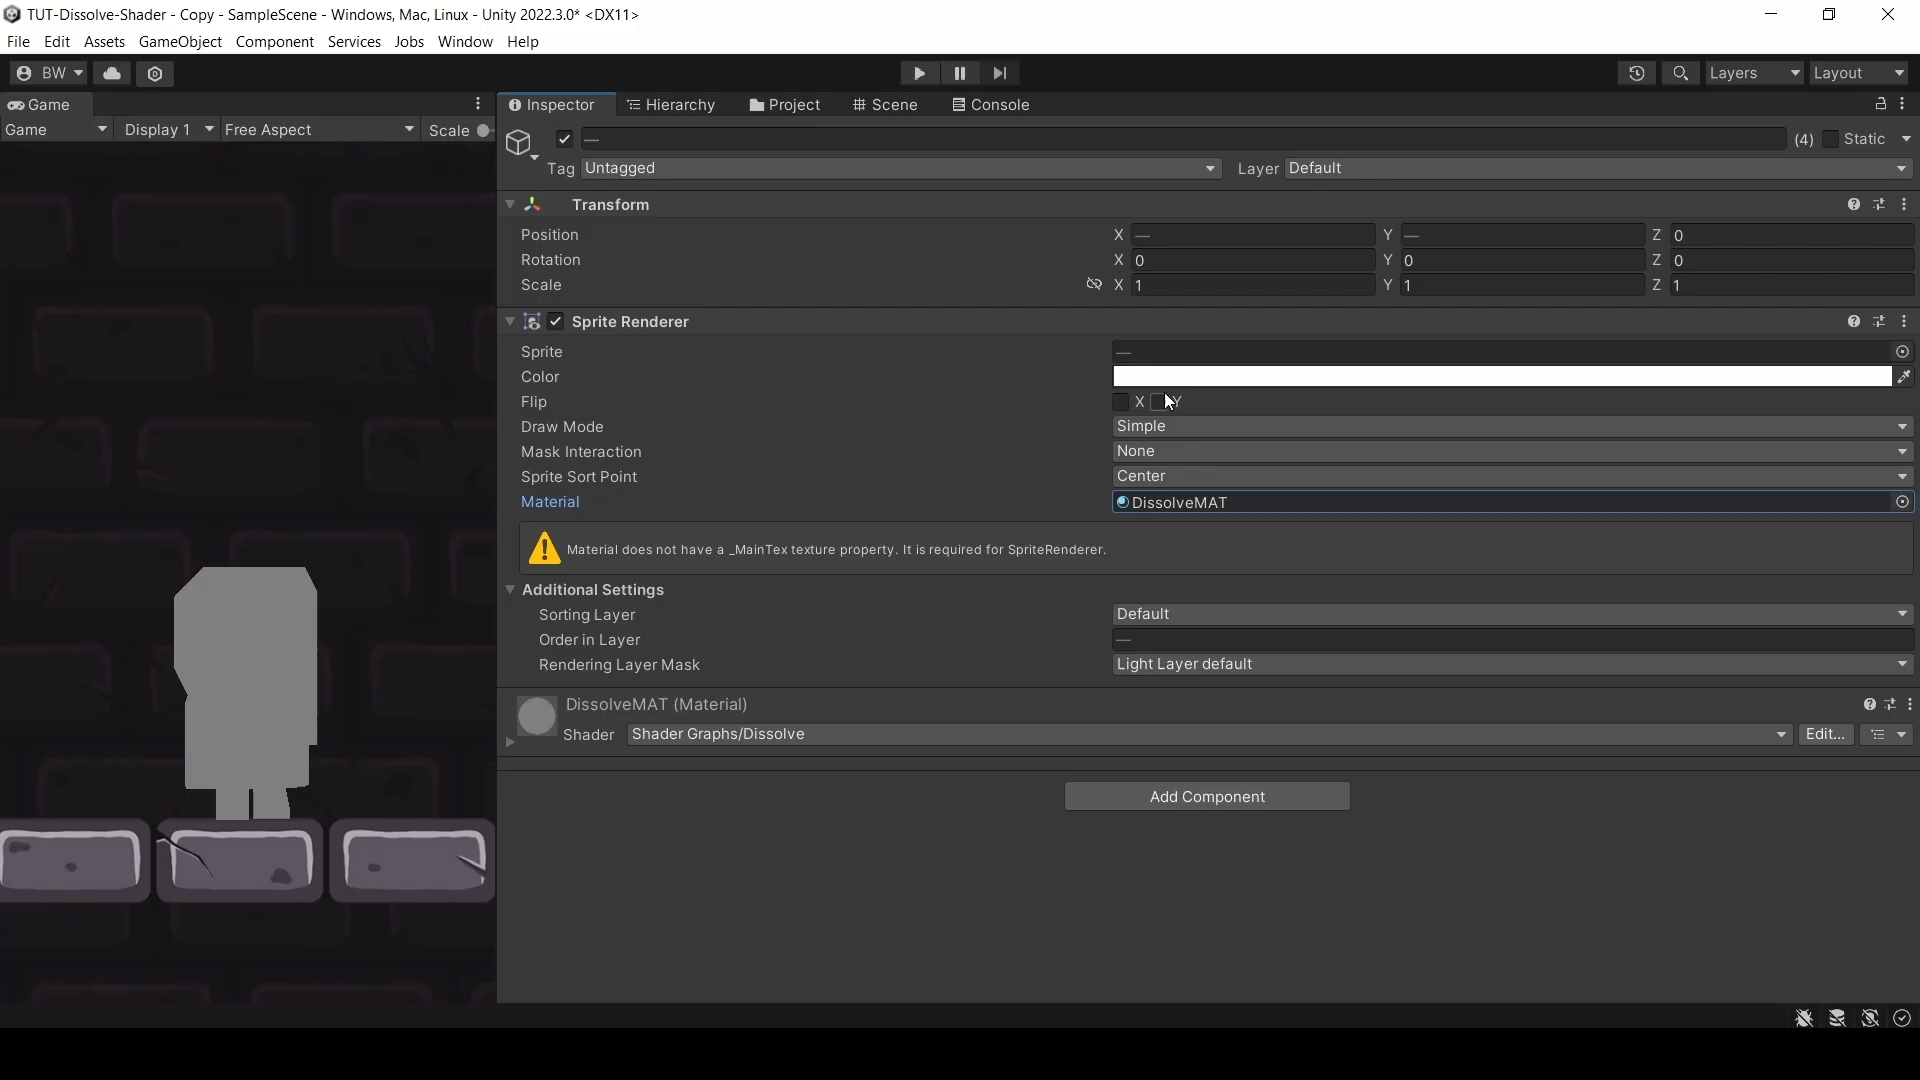 TUT-Dissolve-Shader - Copy - SampleScene - Windows, Mac, Linux - Unity 2022.3.0* <DX11>
File Edit Assets GameObject Component Services Jobs Window Help
BW Layers Layout
Game Inspector Hierarchy Project Scene Console
Game Display 1 Free Aspect Scale
— (4) Static
Tag Untagged Layer Default
Transform
Position X — Y — Z 0
Rotation X 0 Y 0 Z 0
Scale X 1 Y 1 Z 1
Sprite Renderer
Sprite —
Color
Flip X Y
Draw Mode Simple
Mask Interaction None
Sprite Sort Point Center
Material DissolveMAT
Material does not have a _MainTex texture property. It is required for SpriteRenderer.
Additional Settings
Sorting Layer Default
Order in Layer —
Rendering Layer Mask Light Layer default
DissolveMAT (Material)
Shader Shader Graphs/Dissolve Edit...
Add Component